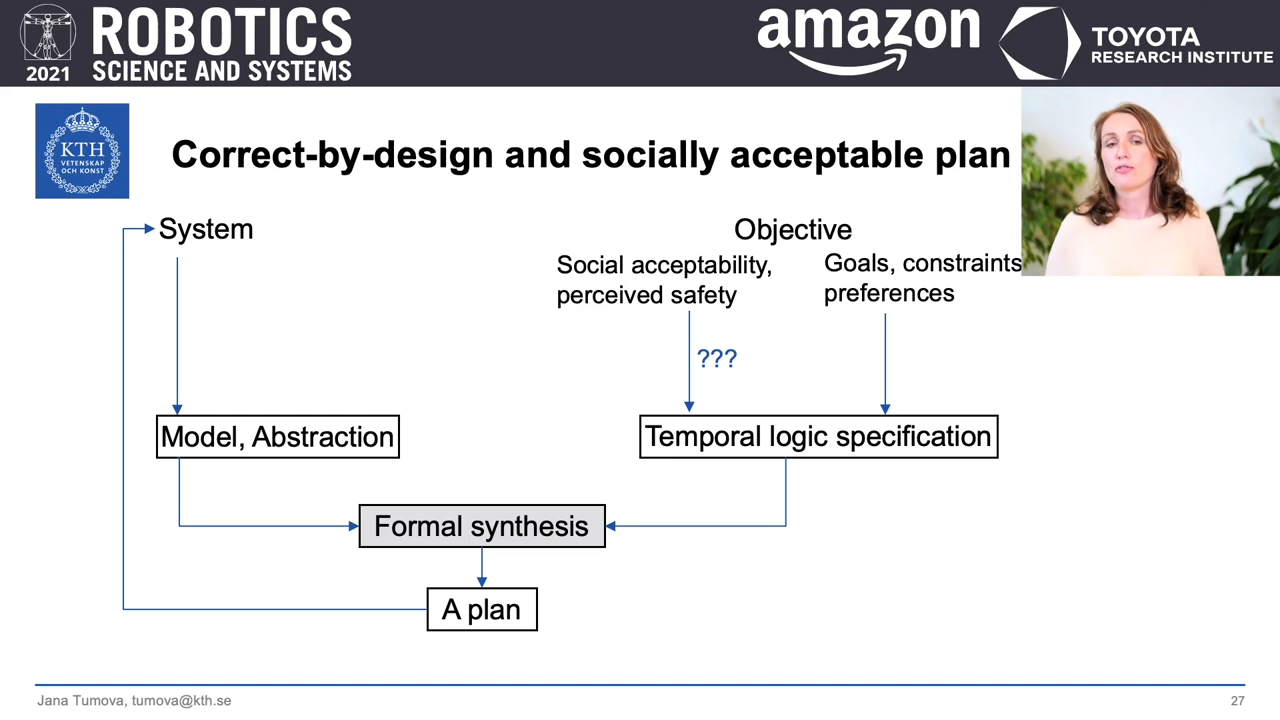 ROBOTICS
SCIENCE AND SYSTEMS
2021
amazon
TOYOTA
RESEARCH INSTITUTE
KTH
VETENSKAP
OCH KONST
Correct-by-design and socially acceptable plan
System
Objective
Social acceptability,
perceived safety
Goals, constraints
preferences
???
Model, Abstraction
Temporal logic specification
Formal synthesis
A plan
Jana Tumova, tumova@kth.se
27